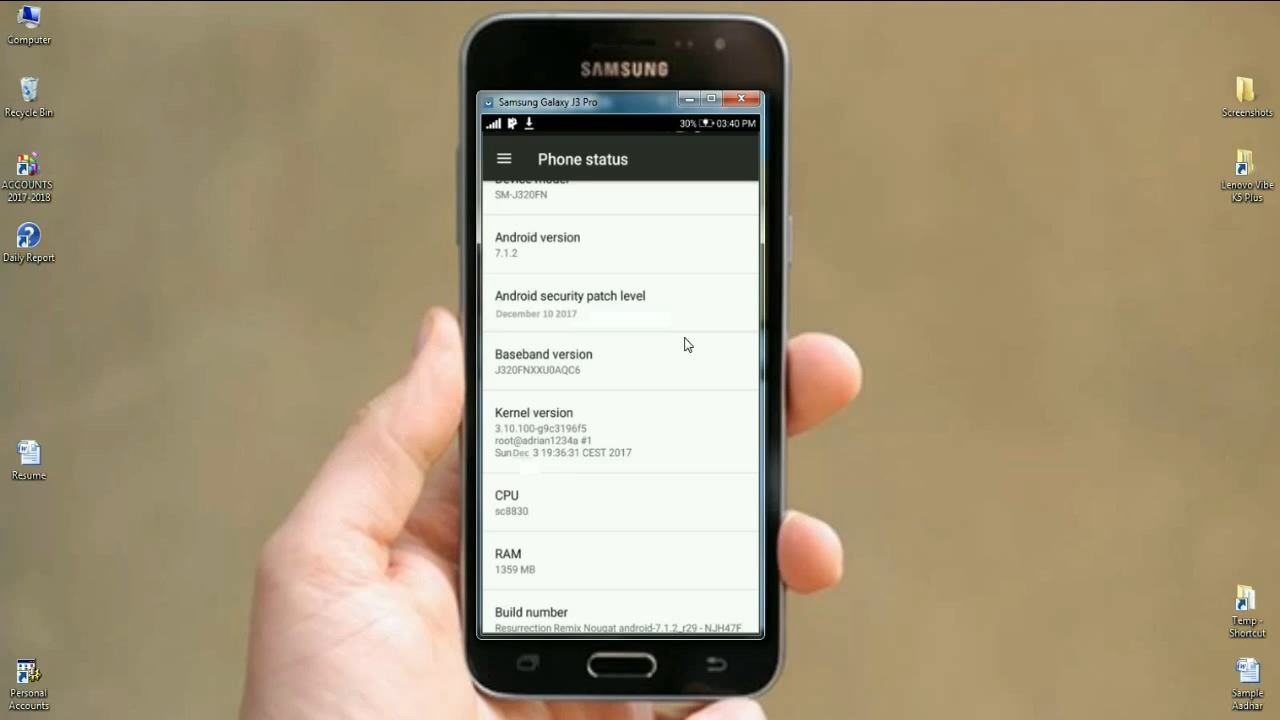 Computer
Recycle Bin
ACCOUNTS
2017-2018
Daily Report
Resume
Personal
Accounts
SAMSUNG
Samsung Galaxy J3 Pro
30% 03:40 PM
Phone status
Device model
SM-J320FN
Android version
7.1.2
Android security patch level
December 10 2017
Baseband version
J320FNXXU0AQC6
Kernel version
3.10.100-g9c3196f5
root@adrian1234a #1
Sun Dec 3 19:36:31 CEST 2017
CPU
sc8830
RAM
1359 MB
Build number
Resurrection Remix Nougat android-7.1.2_r29 - NJH47F
Screenshots
Lenovo Vibe
K5 Plus
Temp -
Shortcut
Sample
Aadhar